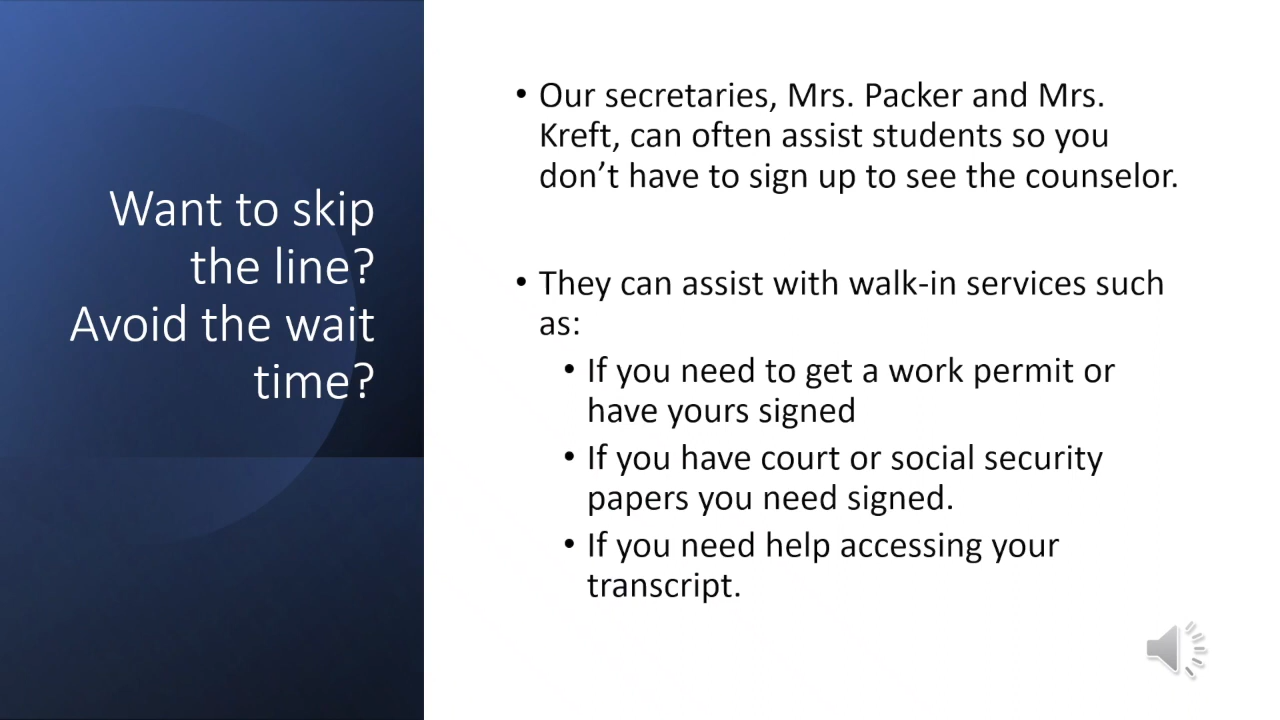 Want to skip
the line?
Avoid the wait
time?
• Our secretaries, Mrs. Packer and Mrs.
Kreft, can often assist students so you
don’t have to sign up to see the counselor.
• They can assist with walk-in services such
as:
• If you need to get a work permit or
have yours signed
• If you have court or social security
papers you need signed.
• If you need help accessing your
transcript.